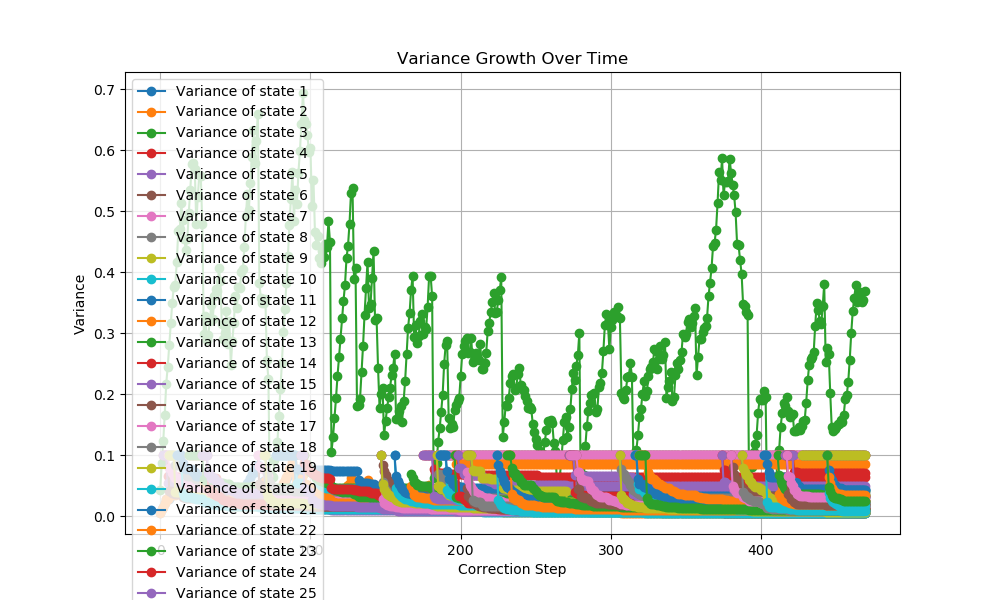 Variance Growth Over Time
Variance
0.7
0.6
0.5
0.4
0.3
0.2
0.1
0.0
Variance of state 1
Variance of state 2
Variance of state 3
Variance of state 4
Variance of state 5
Variance of state 6
Variance of state 7
Variance of state 8
Variance of state 9
Variance of state 10
Variance of state 11
Variance of state 12
Variance of state 13
Variance of state 14
Variance of state 15
Variance of state 16
Variance of state 17
Variance of state 18
Variance of state 19
Variance of state 20
Variance of state 21
Variance of state 22
Variance of state 23
Variance of state 24
Variance of state 25
0 100 200 300 400
Correction Step